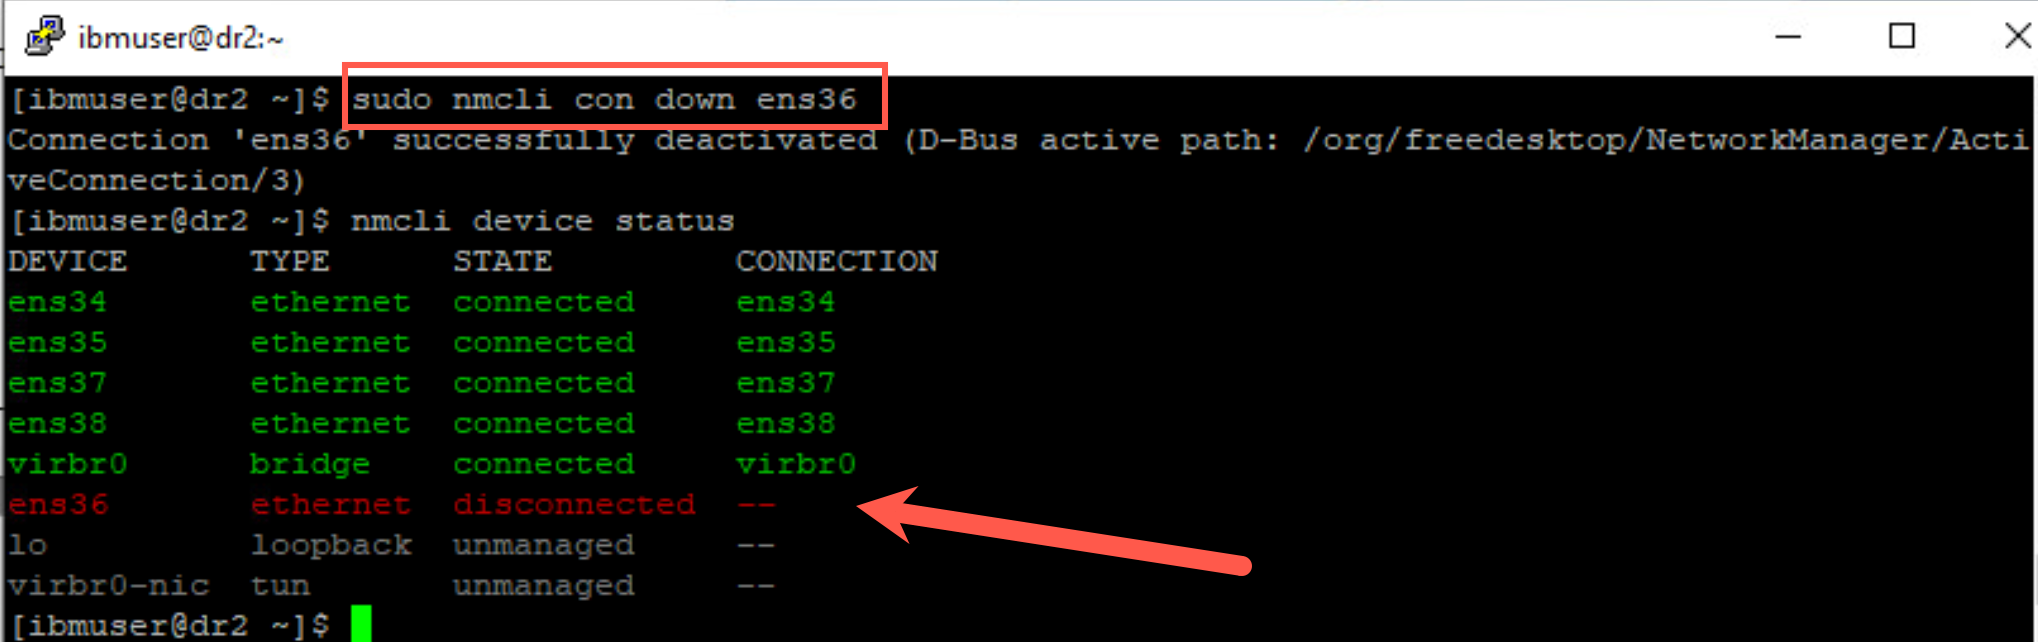 ibmuser@dr2:~
[ibmuser@dr2 ~]$ sudo nmcli con down ens36
Connection 'ens36' successfully deactivated (D-Bus active path: /org/freedesktop/NetworkManager/Acti
veConnection/3)
[ibmuser@dr2 ~]$ nmcli device status
DEVICE      TYPE      STATE         CONNECTION
ens34       ethernet  connected     ens34
ens35       ethernet  connected     ens35
ens37       ethernet  connected     ens37
ens38       ethernet  connected     ens38
virbr0      bridge    connected     virbr0
ens36       ethernet  disconnected  --
lo          loopback  unmanaged     --
virbr0-nic  tun       unmanaged     --
[ibmuser@dr2 ~]$